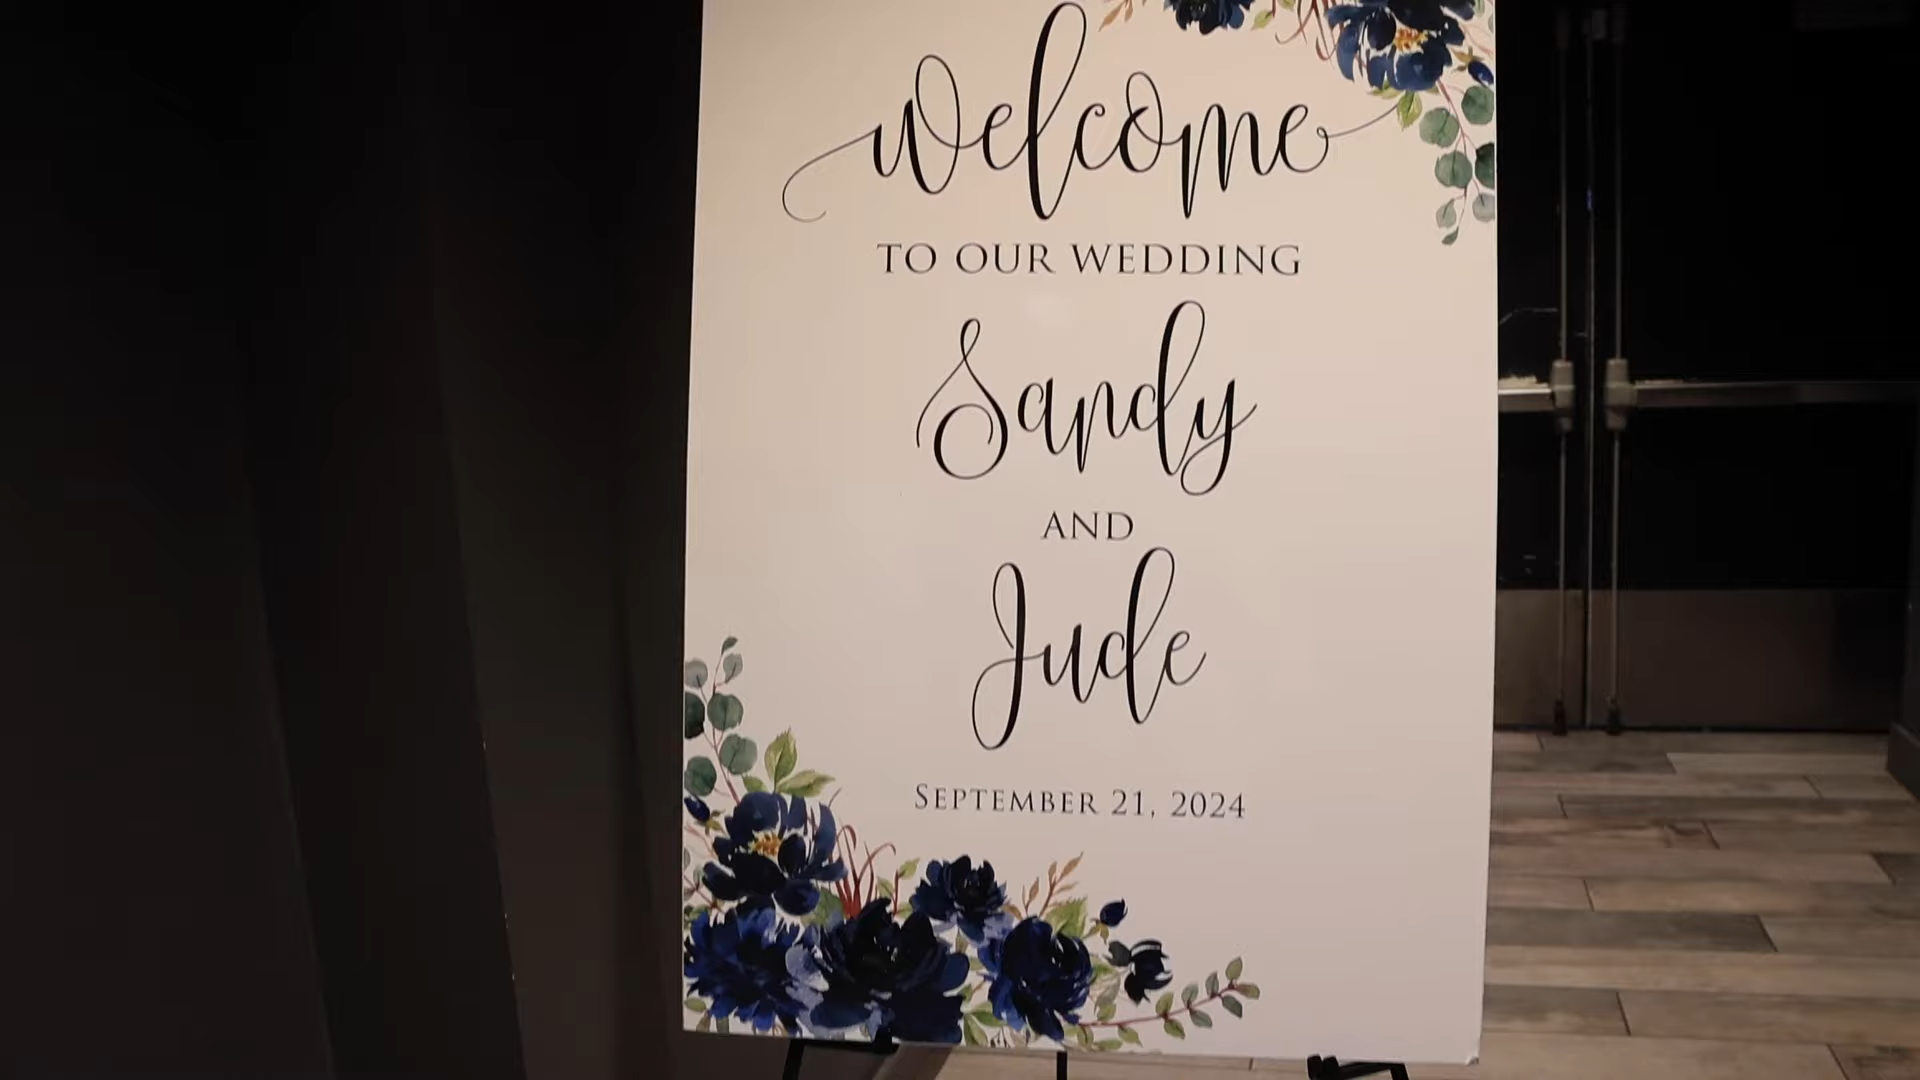 welcome
TO OUR WEDDING
Sandy
AND
Jude
SEPTEMBER 21, 2024